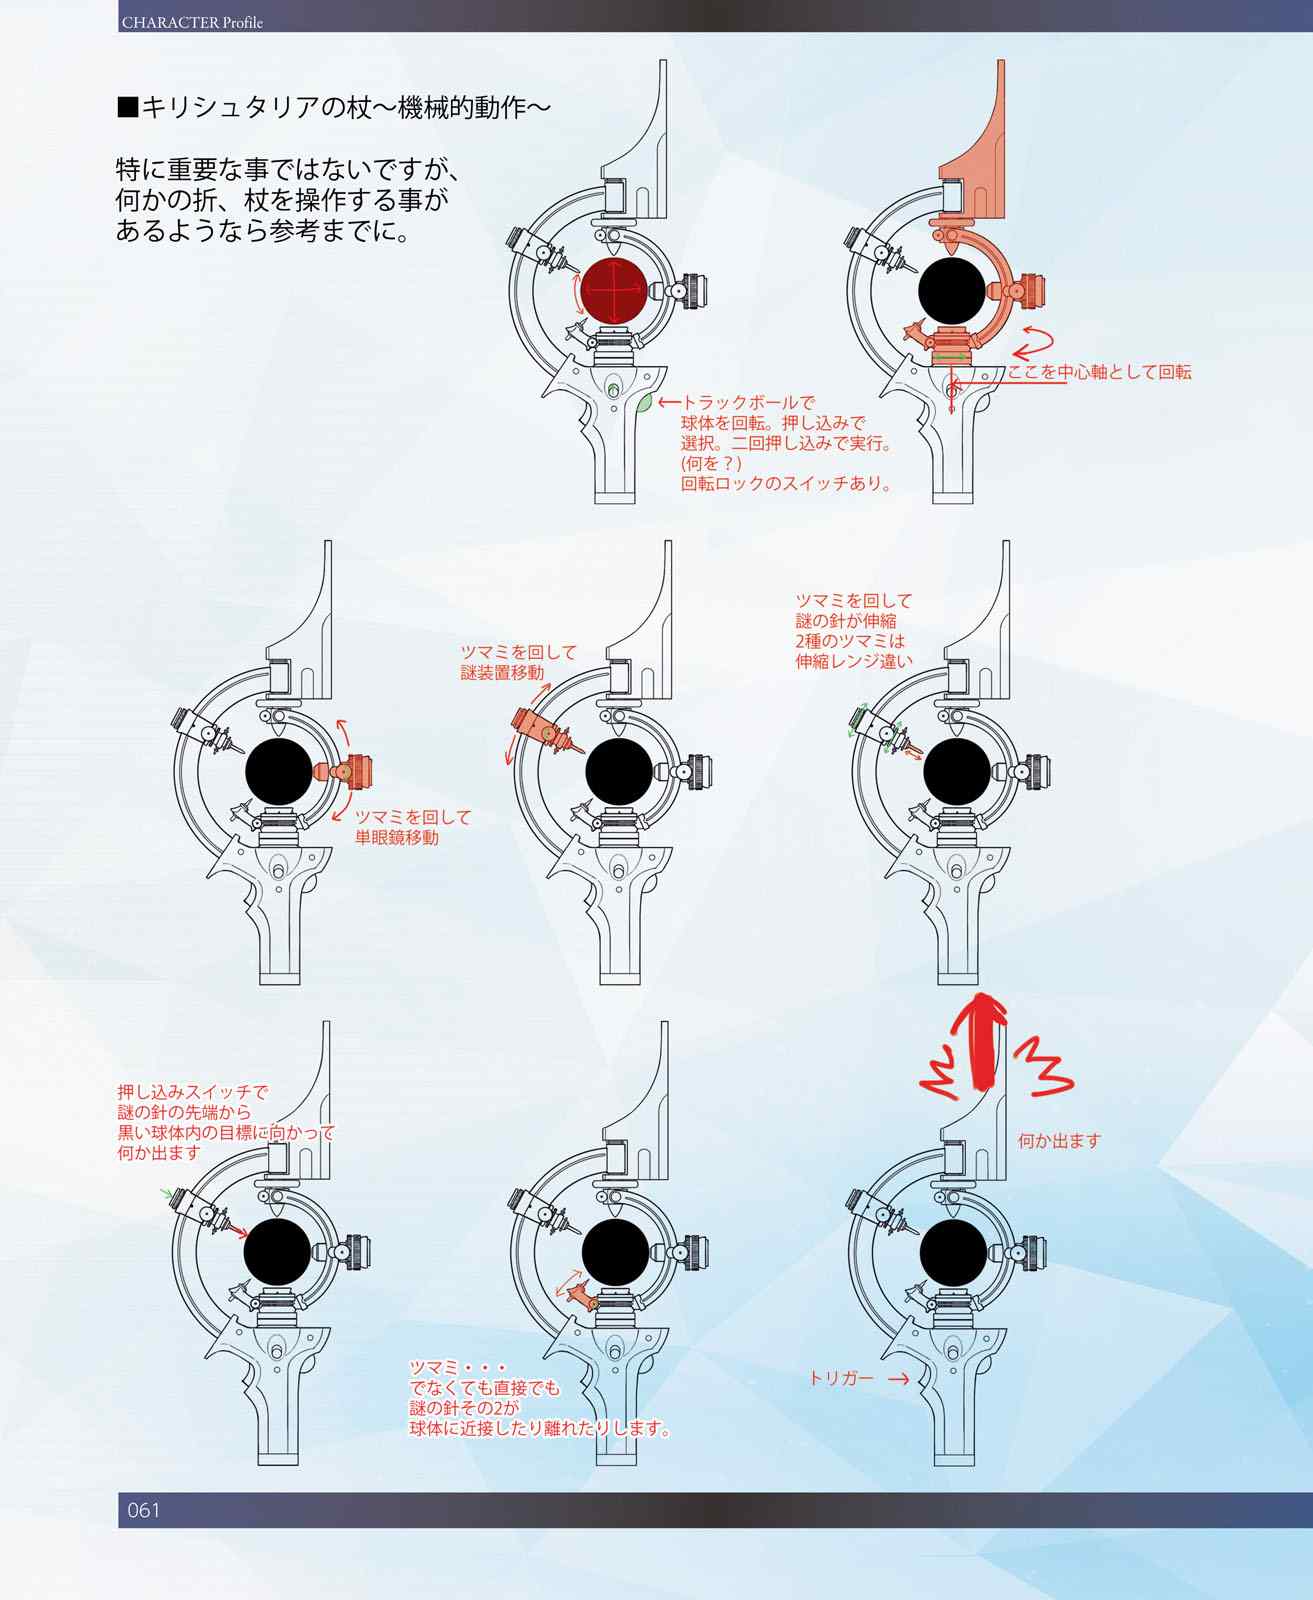 CHARACTER Profile
■キリシュタリアの杖～機械的動作～
特に重要な事ではないですが、
何かの折、杖を操作する事が
あるようなら参考までに。
←トラックボールで
球体を回転。押し込みで
選択。二回押し込みで実行。
(何を？)
回転ロックのスイッチあり。
ここを中心軸として回転
ツマミを回して
単眼鏡移動
ツマミを回して
謎装置移動
ツマミを回して
謎の針が伸縮
2種のツマミは
伸縮レンジ違い
押し込みスイッチで
謎の針の先端から
黒い球体内の目標に向かって
何か出ます
ツマミ・・・
でなくても直接でも
謎の針その2が
球体に近接したり離れたりします。
何か出ます
トリガー →
061